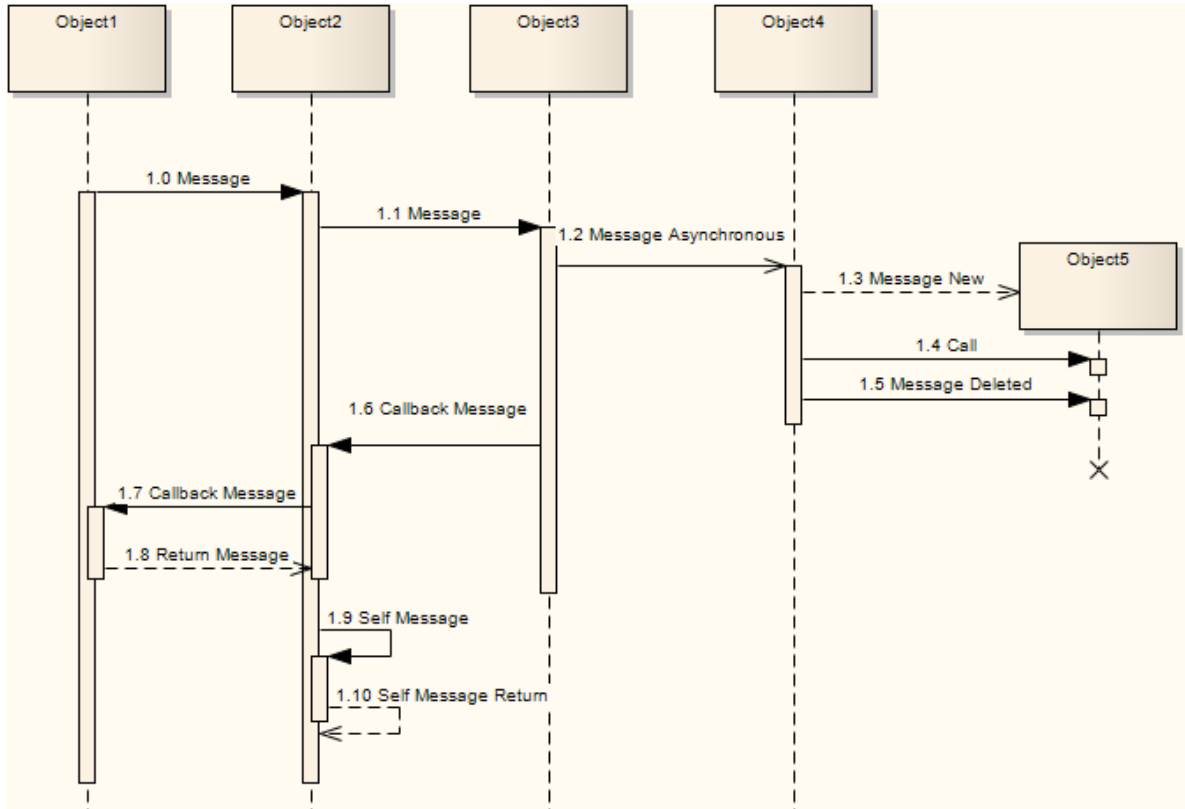 Object1
Object2
Object3
Object4
1.0 Message
1.1 Message
1.2 Message Asynchronous
Object5
1.3 Message New
1.4 Call
1.5 Message Deleted
1.6 Callback Message
1.7 Callback Message
1.8 Return Message
1.9 Self Message
1.10 Self Message Return